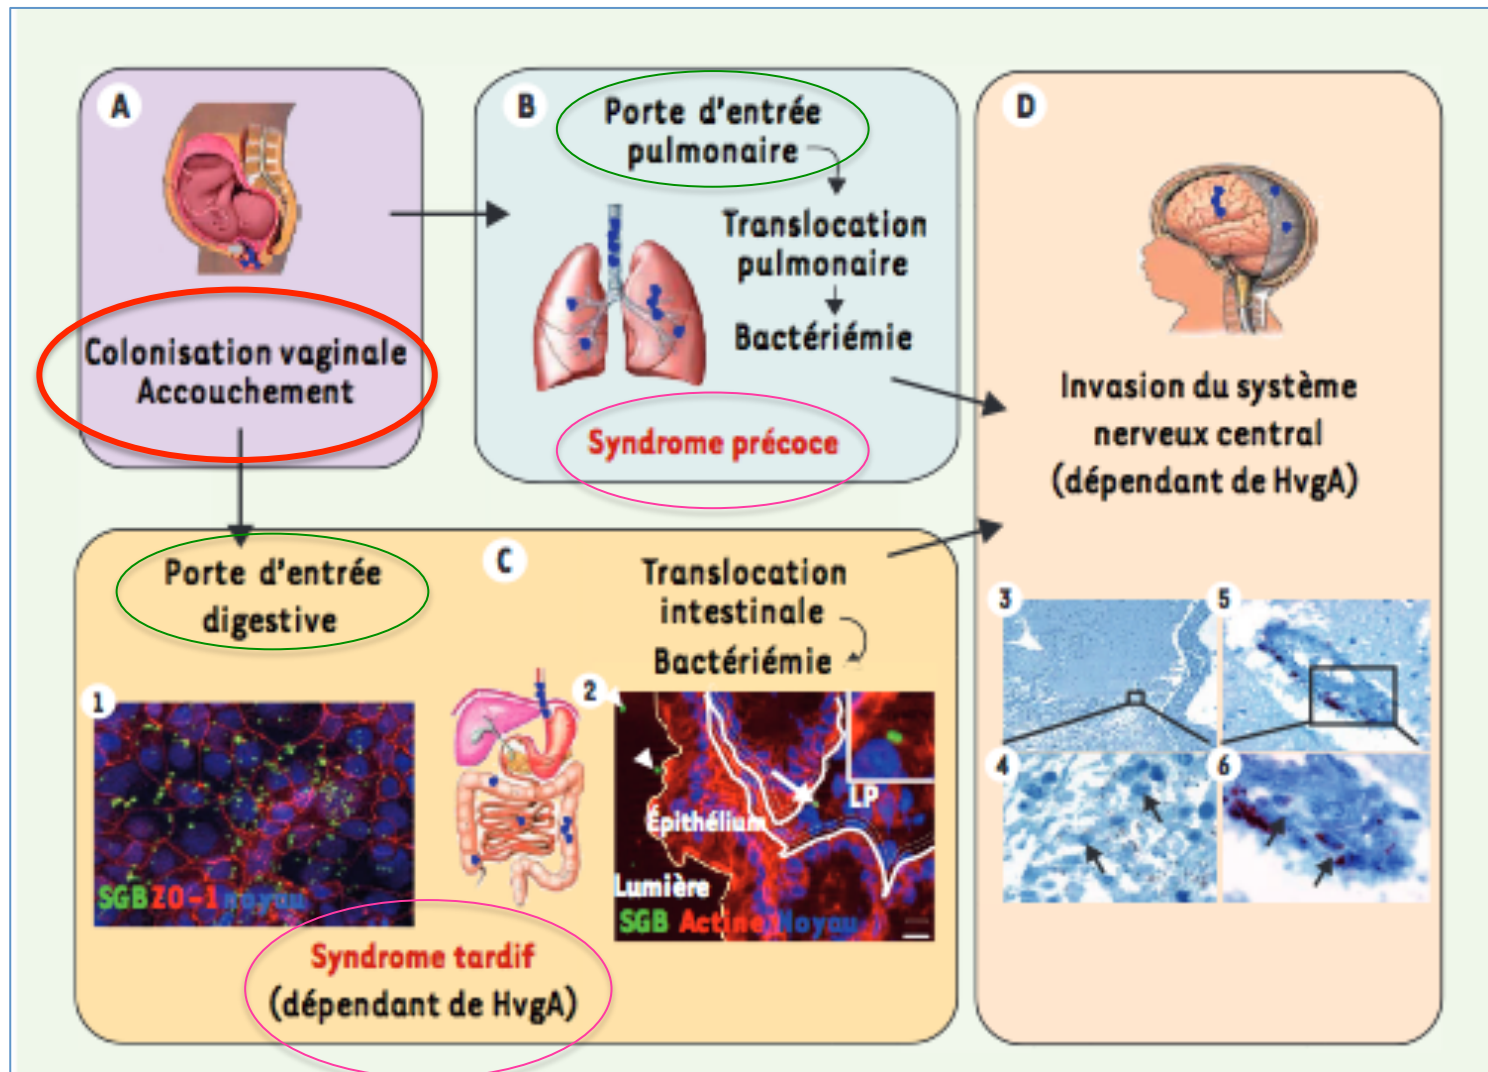 A
Colonisation vaginale
Accouchement
B
Porte d'entrée
pulmonaire
Translocation
pulmonaire
Bactériémie
Syndrome précoce
C
Porte d'entrée
digestive
Translocation
intestinale
Bactériémie
1
SGB ZO-1 noyau
2
LP
Épithélium
Lumière
SGB Actine Noyau
Syndrome tardif
(dépendant de HvgA)
D
Invasion du système
nerveux central
(dépendant de HvgA)
3
5
4
6